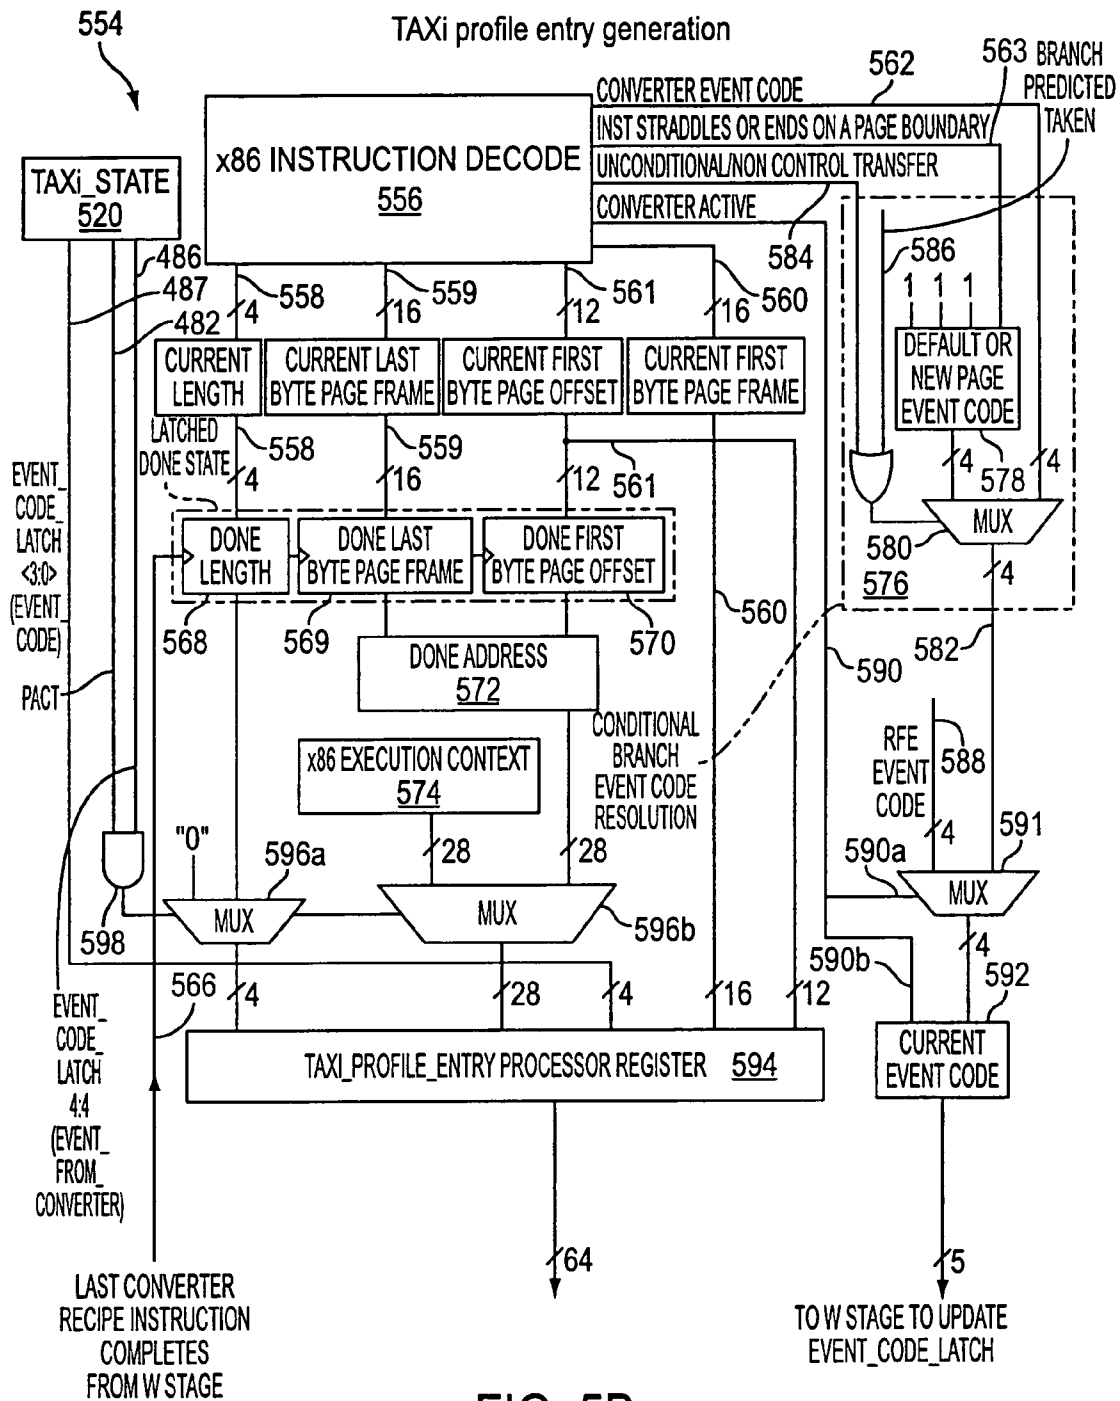 554
TAXi profile entry generation
563
BRANCH
PREDICTED
TAKEN
562
CONVERTER EVENT CODE
INST STRADDLES OR ENDS ON A PAGE BOUNDARY
UNCONDITIONAL/NON CONTROL TRANSFER
CONVERTER ACTIVE
x86 INSTRUCTION DECODE
556
TAXi_STATE
520
486
487
482
558
559
561
560
584
586
4
16
12
16
1 1 1
CURRENT
LENGTH
CURRENT LAST
BYTE PAGE FRAME
CURRENT FIRST
BYTE PAGE OFFSET
CURRENT FIRST
BYTE PAGE FRAME
DEFAULT OR
NEW PAGE
EVENT CODE
LATCHED
DONE STATE
558
559
561
4
16
12
4
578
4
EVENT_
CODE_
LATCH
<3:0>
(EVENT_
CODE)
DONE
LENGTH
DONE LAST
BYTE PAGE FRAME
DONE FIRST
BYTE PAGE OFFSET
MUX
580
576
4
568
569
570
560
582
590
DONE ADDRESS
572
PACT
CONDITIONAL
BRANCH
EVENT CODE
RESOLUTION
x86 EXECUTION CONTEXT
574
RFE
EVENT
CODE
588
"0"
596a
28
28
4
591
590a
MUX
MUX
MUX
598
596b
590b
4
592
566
4
28
4
16
12
EVENT_
CODE_
LATCH
4:4
(EVENT_
FROM_
CONVERTER)
TAXI_PROFILE_ENTRY PROCESSOR REGISTER 594
CURRENT
EVENT CODE
64
5
LAST CONVERTER
RECIPE INSTRUCTION
COMPLETES
FROM W STAGE
TO W STAGE TO UPDATE
EVENT_CODE_LATCH